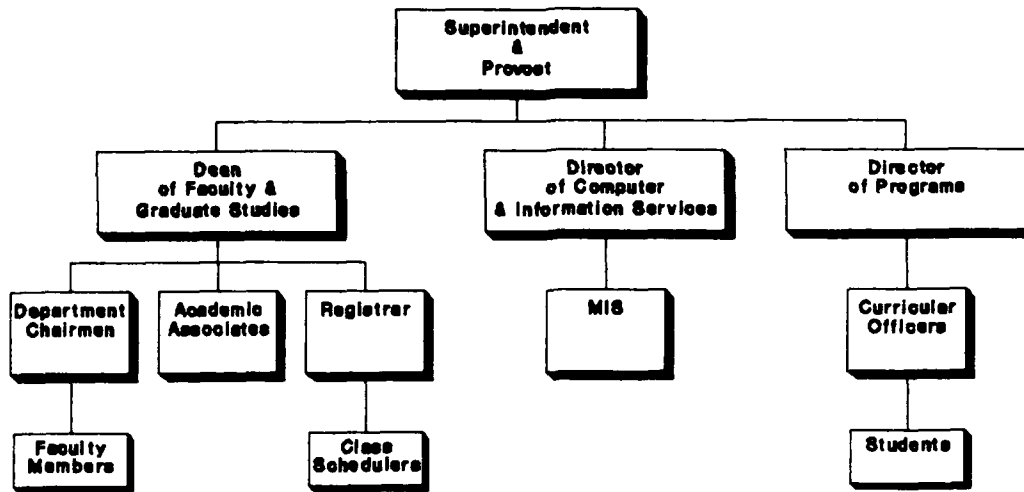 Superintendent
&
Provost
Dean
of Faculty &
Graduate Studies
Director
of Computer
& Information Services
Director
of Programs
Department
Chairmen
Academic
Associates
Registrar
MIS
Curricular
Officers
Faculty
Members
Class
Schedulers
Students